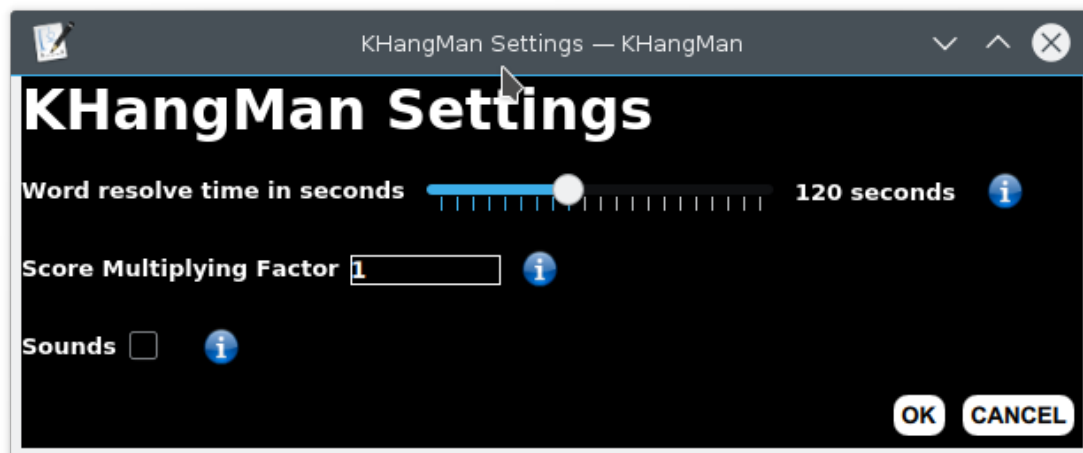 KHangMan Settings — KHangMan
KHangMan Settings
Word resolve time in seconds 120 seconds
Score Multiplying Factor 1
Sounds
OK CANCEL